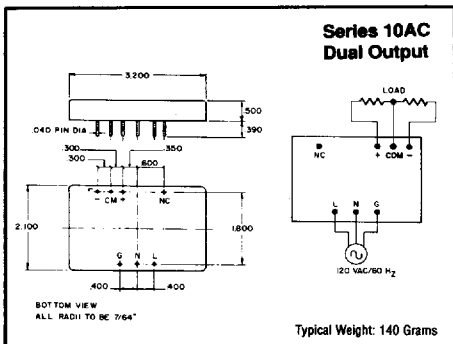 Series 10AC
Dual Output
3.200
.500
.390
.040 PIN DIA
.300
.300
.350
.600
- CM + NC
2.100
1.800
G N L
.400 .400
BOTTOM VIEW
ALL RADII TO BE 7/64"
LOAD
NC + COM -
L N G
120 VAC/60 Hz
Typical Weight: 140 Grams